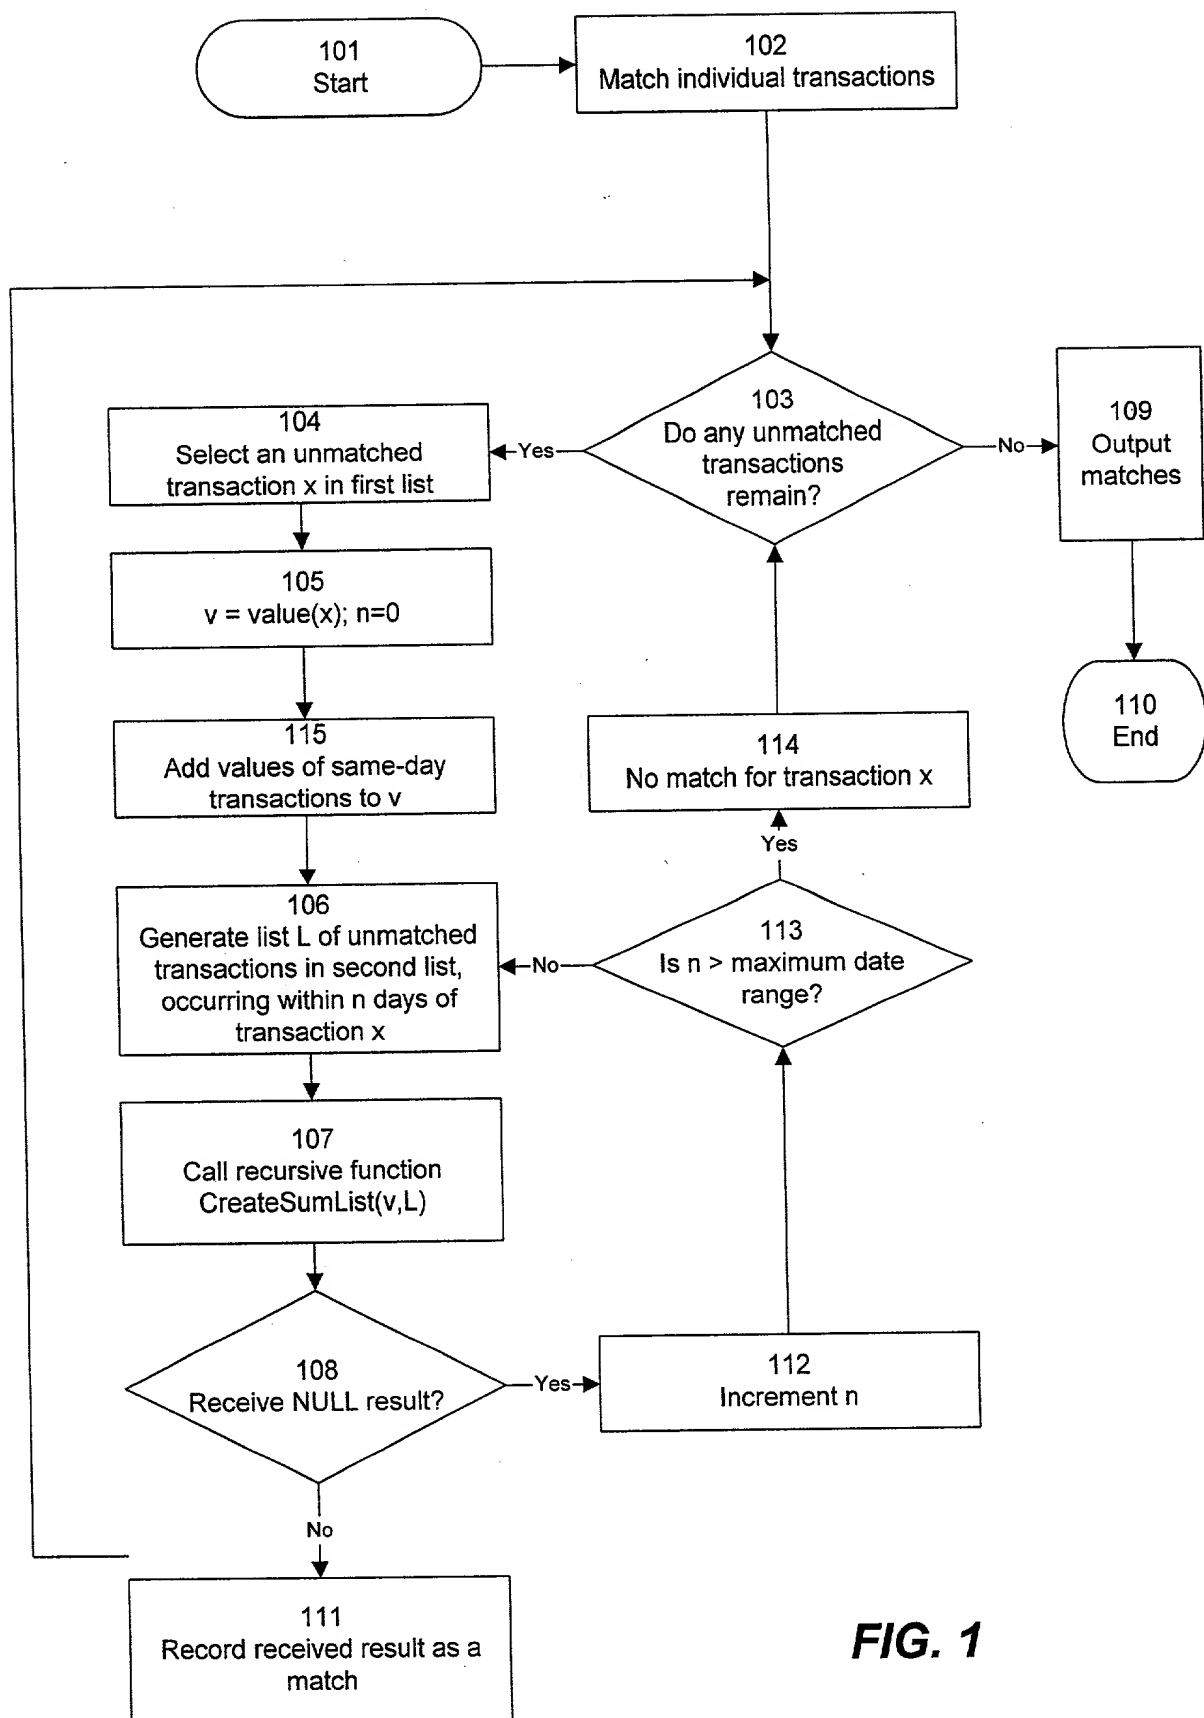 101
Start
102
Match individual transactions
103
Do any unmatched
transactions
remain?
Yes
No
104
Select an unmatched
transaction x in first list
109
Output
matches
105
v = value(x); n=0
110
End
115
Add values of same-day
transactions to v
114
No match for transaction x
Yes
106
Generate list L of unmatched
transactions in second list,
occurring within n days of
transaction x
113
Is n > maximum date
range?
No
107
Call recursive function
CreateSumList(v,L)
108
Receive NULL result?
Yes
112
Increment n
No
111
Record received result as a
match
FIG. 1